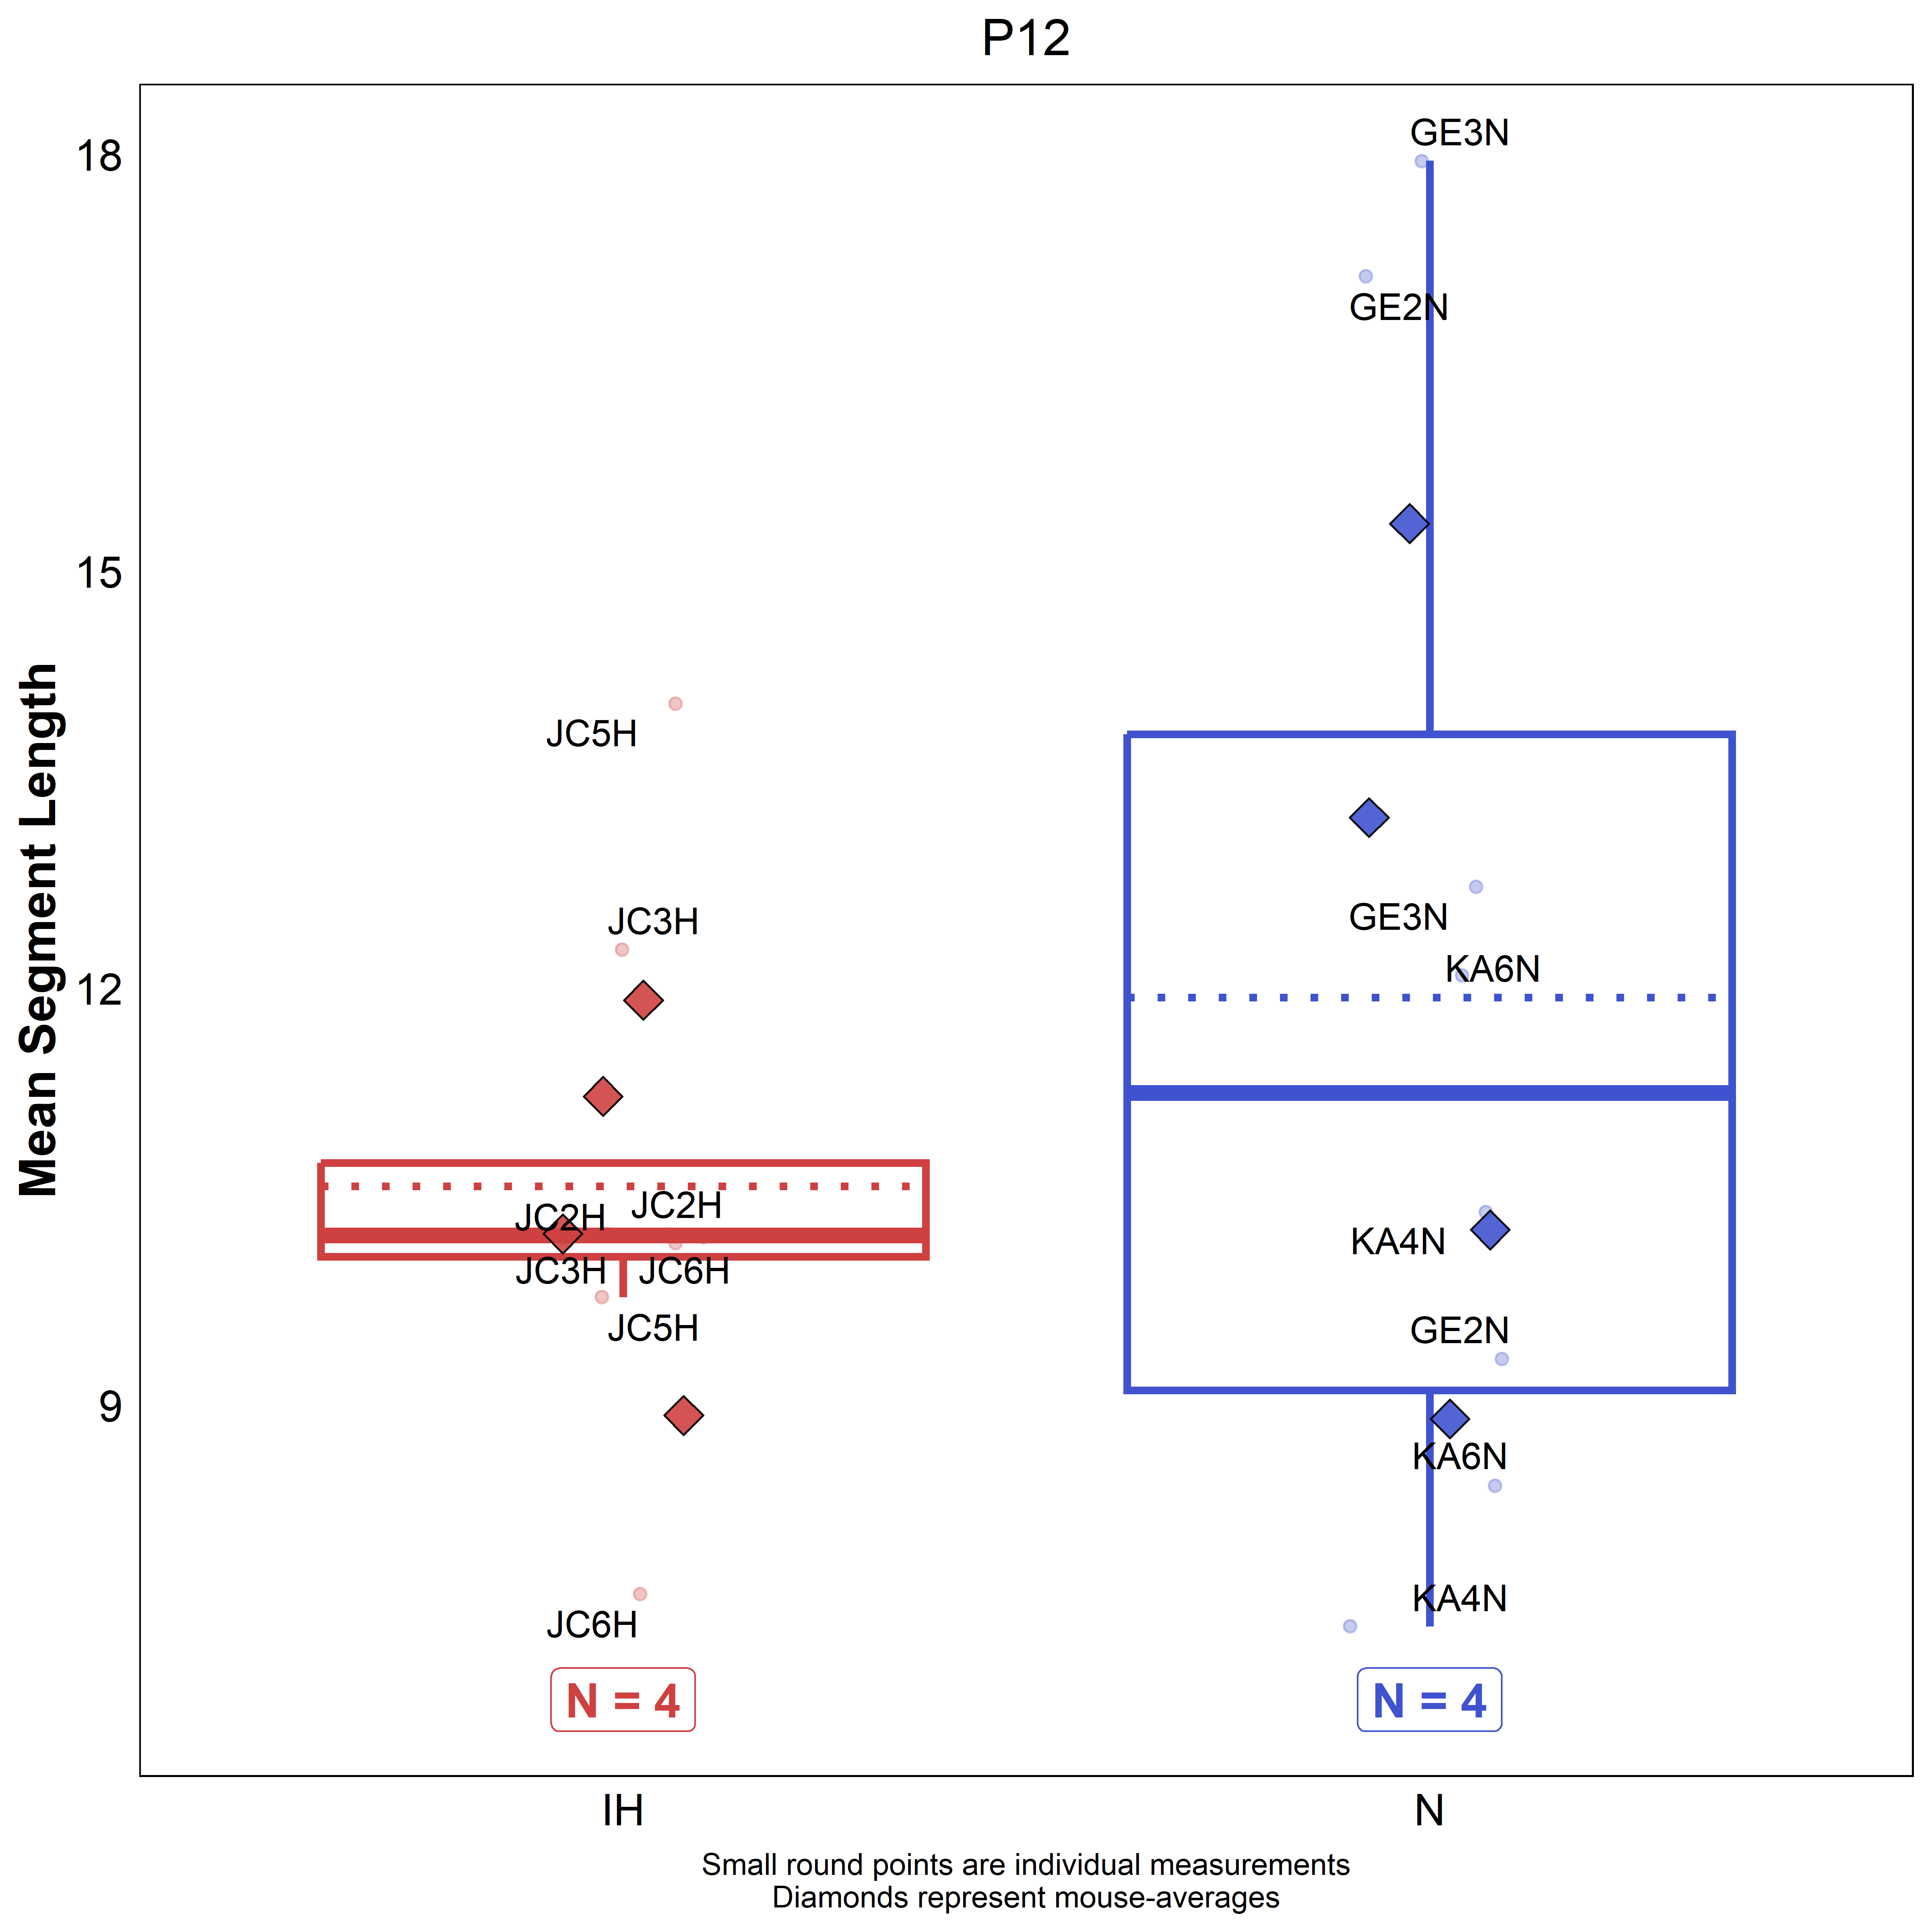 P12
Mean Segment Length
18
15
12
9
GE3N
GE2N
JC5H
JC3H
GE3N
KA6N
JC2H
JC2H
KA4N
JC3H
JC6H
JC5H
GE2N
KA6N
KA4N
JC6H
N = 4
N = 4
IH
N
Small round points are individual measurements
Diamonds represent mouse-averages